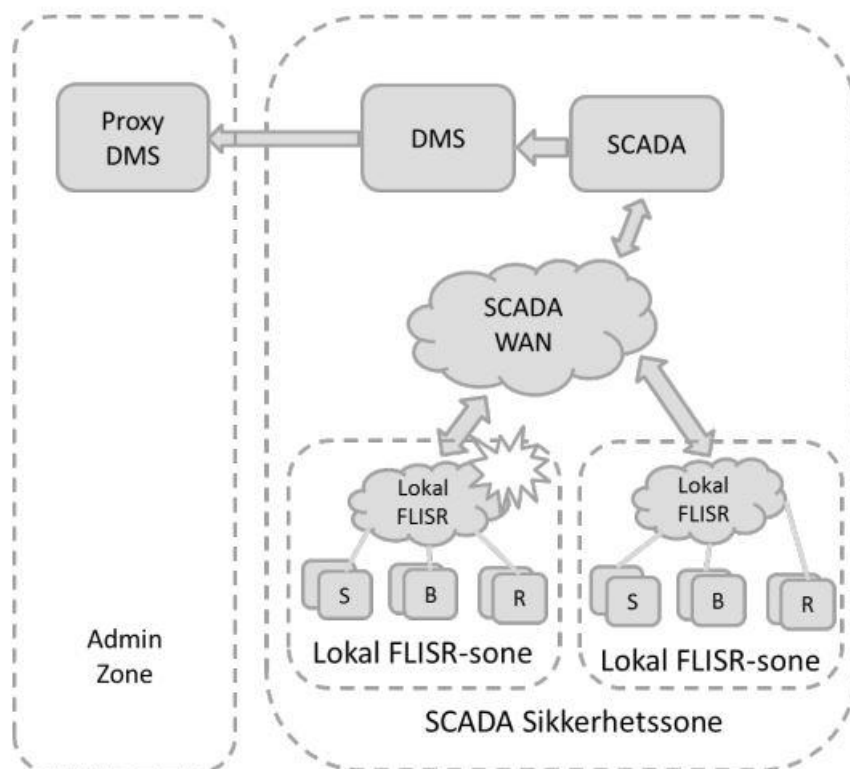 Proxy
DMS
DMS
SCADA
SCADA
WAN
Lokal
FLISR
Lokal
FLISR
S
B
R
S
B
R
Lokal FLISR-sone
Lokal FLISR-sone
Admin
Zone
SCADA Sikkerhetssone